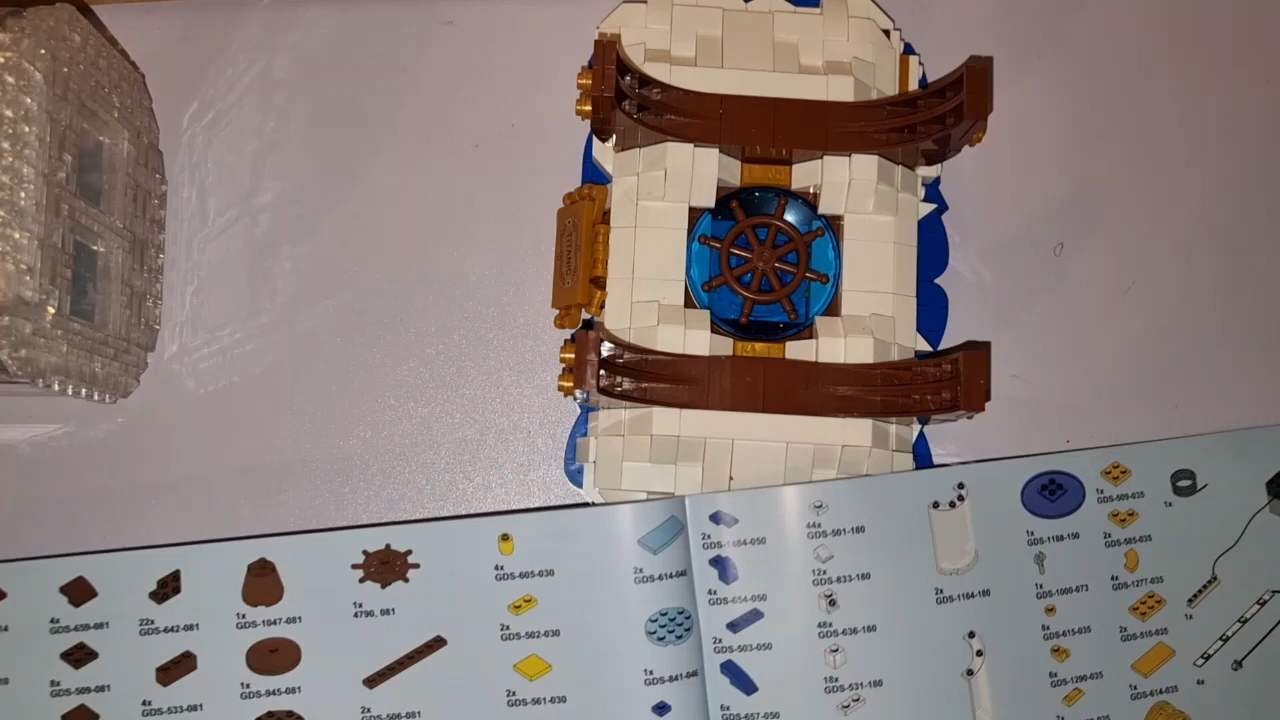 TITANIC
4x
GDS-659-081
22x
GDS-642-081
1x
GDS-1047-081
1x
4790, 081
8x
GDS-509-081
4x
GDS-533-081
1x
GDS-945-081
2x
GDS-506-081
4x
GDS-605-030
2x
GDS-502-030
2x
GDS-561-030
2x
1x
2x
4x
GDS-654-050
2x
GDS-503-050
6x
GDS-657-050
44x
GDS-501-180
12x
GDS-833-180
48x
GDS-636-180
18x
GDS-531-180
2x
GDS-1164-180
1x
GDS-1188-150
1x
GDS-1000-073
8x
GDS-615-035
6x
GDS-1290-035
1x
GDS-509-035
2x
GDS-585-035
4x
GDS-1277-035
2x
GDS-510-035
1x
GDS-614-035
1x
1x
4x